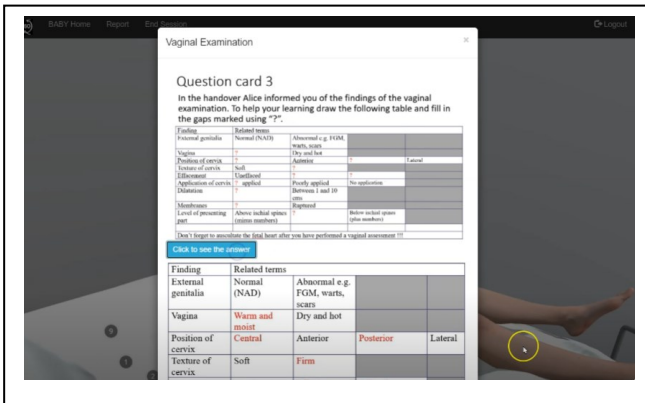 BABY Home Report End Session Logout
Vaginal Examination ×
Question card 3
In the handover Alice informed you of the findings of the vaginal
examination. To help your learning draw the following table and fill in
the gaps marked using "?".
Finding Related terms
External genitalia Normal (NAD) Abnormal e.g. FGM,
warts, scars
Vagina ? Dry and hot
Position of cervix ? Anterior ? Lateral
Texture of cervix Soft ?
Effacement Uneffaced ? ?
Application of cervix ? applied Poorly applied No application
Dilatation ? Between 1 and 10
cms
Membranes ? Ruptured
Level of presenting Above ischial spines ? Below ischial spines
part (minus numbers) (plus numbers)
Don't forget to auscultate the fetal heart after you have performed a vaginal assessment !!!
Click to see the answer
Finding Related terms
External Normal Abnormal e.g.
genitalia (NAD) FGM, warts,
scars
Vagina Warm and Dry and hot
moist
Position of Central Anterior Posterior Lateral
cervix
Texture of Soft Firm
cervix